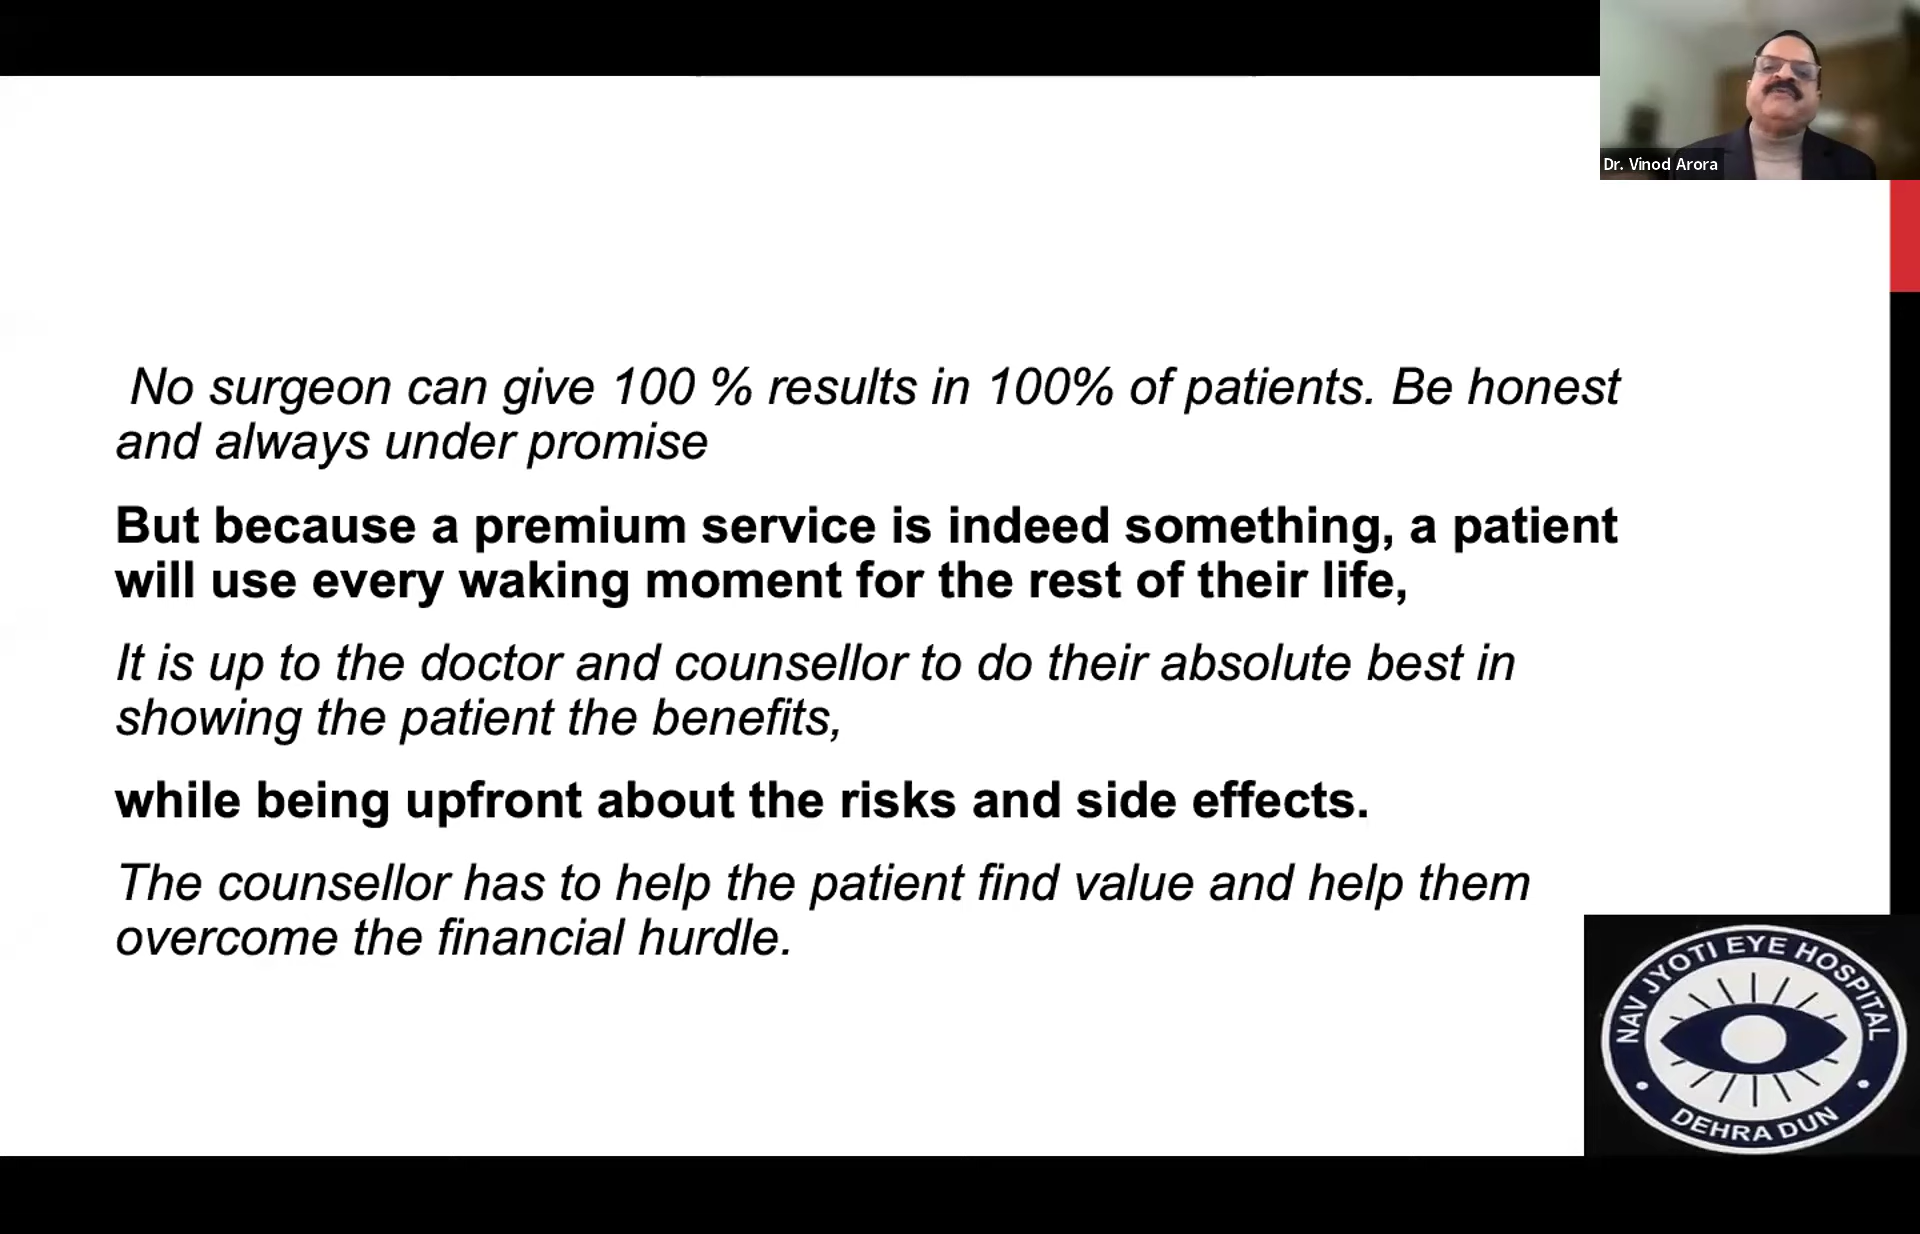 Dr. Vinod Arora
No surgeon can give 100 % results in 100% of patients. Be honest
and always under promise
But because a premium service is indeed something, a patient
will use every waking moment for the rest of their life,
It is up to the doctor and counsellor to do their absolute best in
showing the patient the benefits,
while being upfront about the risks and side effects.
The counsellor has to help the patient find value and help them
overcome the financial hurdle.
NAV JYOTI EYE HOSPITAL
DEHRA DUN